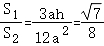 S₁/S₂ = 3ah/12a² = √7/8